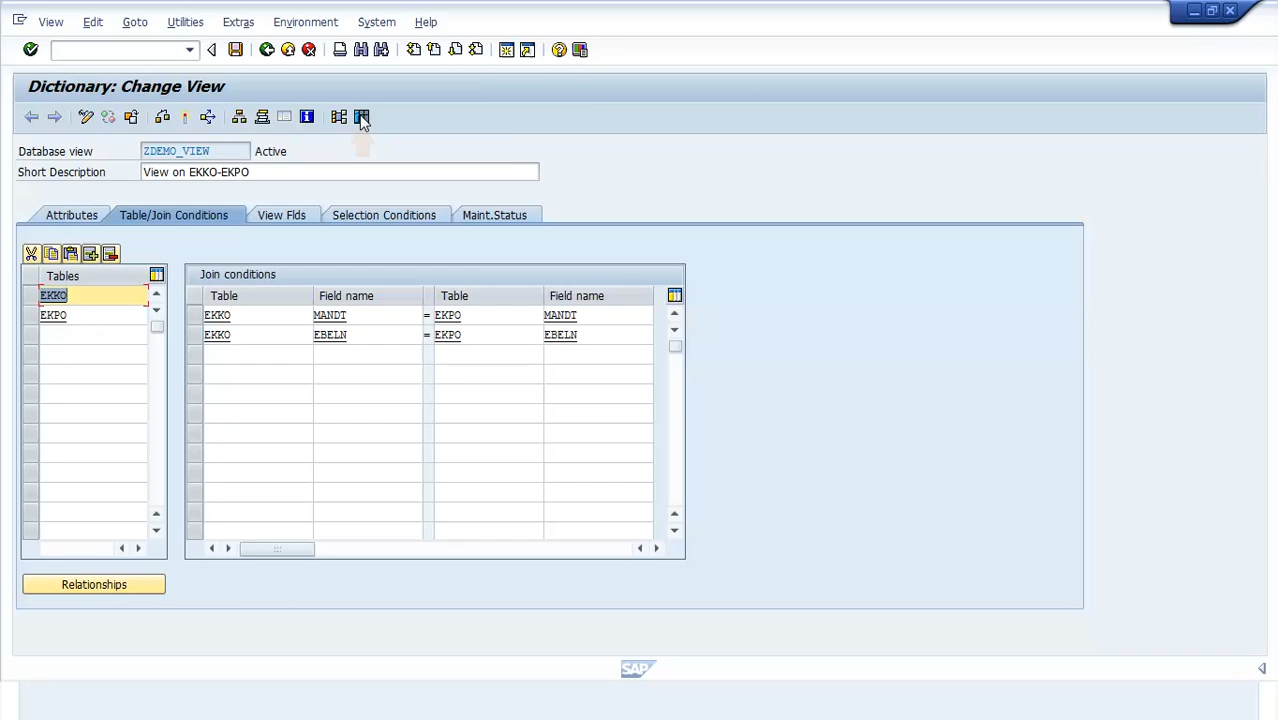 View Edit Goto Utilities Extras Environment System Help
Dictionary: Change View
Database view ZDEMO_VIEW Active
Short Description View on EKKO-EKPO
Attributes Table/Join Conditions View Flds Selection Conditions Maint.Status
Tables
EKKO
EKPO
Join conditions
Table Field name Table Field name
EKKO MANDT = EKPO MANDT
EKKO EBELN = EKPO EBELN
Relationships
SAP